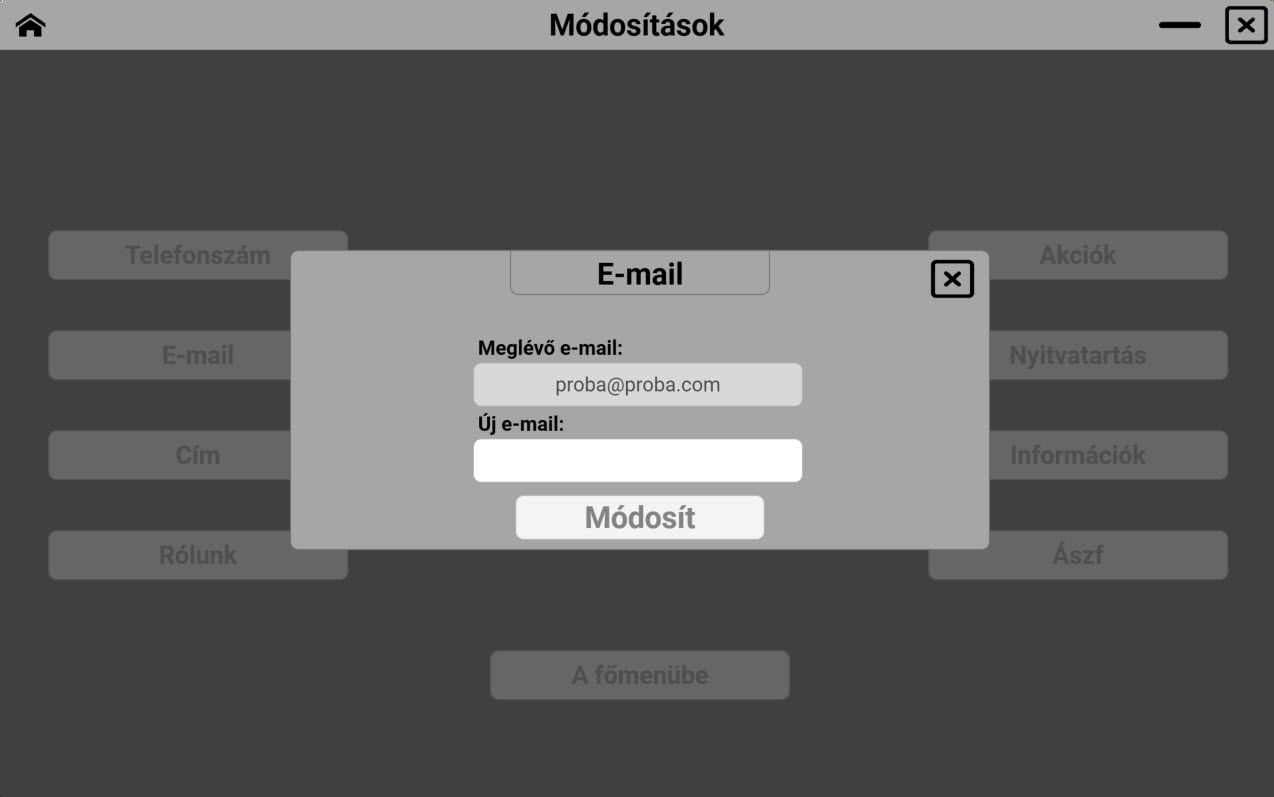 Módosítások
Telefonszám
E-mail
Cím
Rólunk
E-mail
Meglévő e-mail:
proba@proba.com
Új e-mail:
Módosít
Akciók
Nyitvatartás
Információk
Ászf
A főmenübe